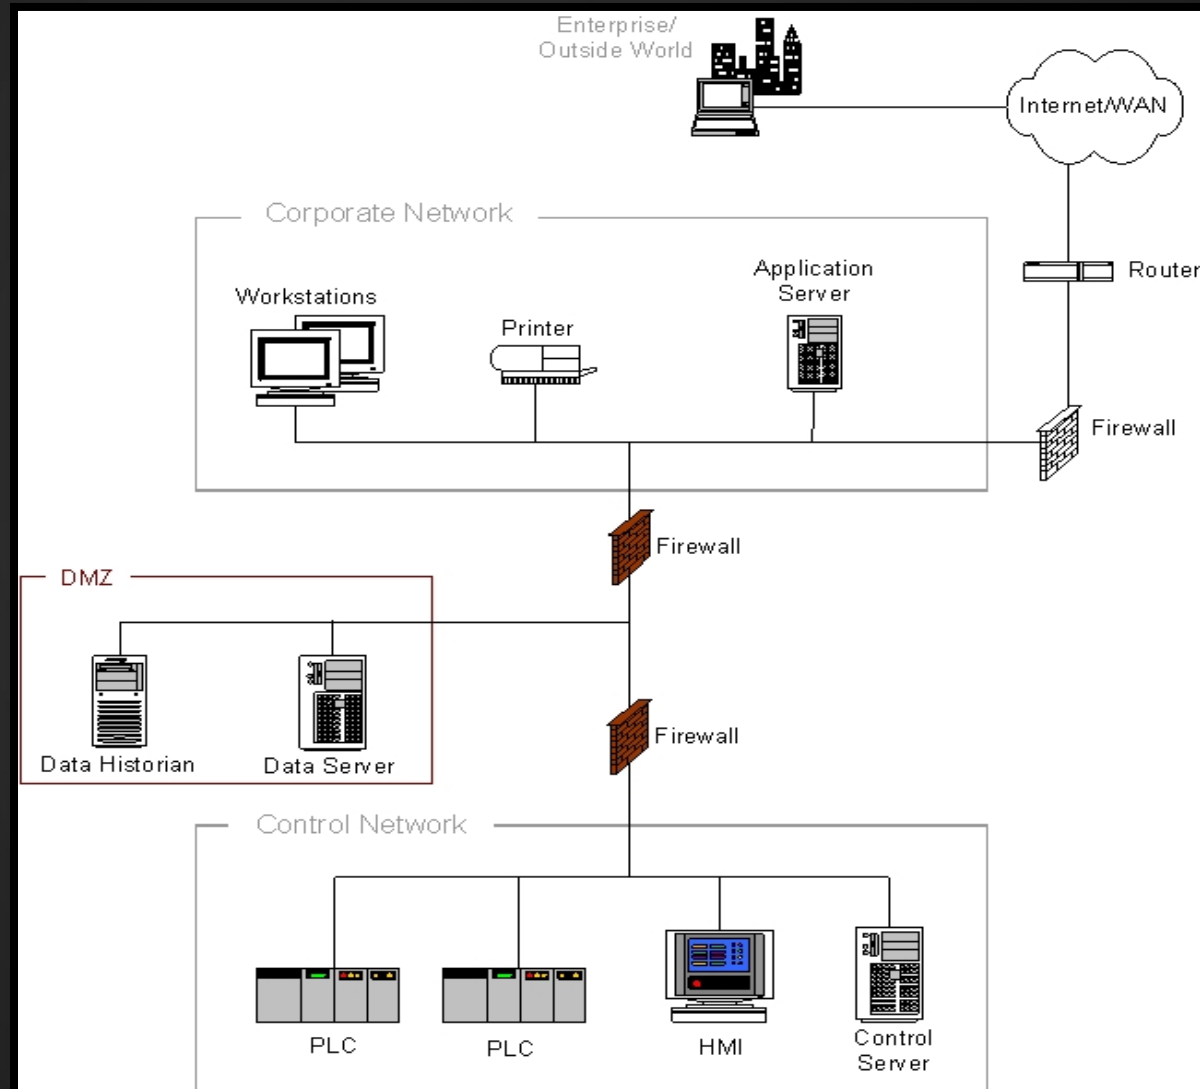 Enterprise/
Outside World
Internet/WAN
Corporate Network
Router
Application
Server
Workstations
Printer
Firewall
Firewall
DMZ
Firewall
Data Historian
Data Server
Control Network
PLC
PLC
HMI
Control
Server